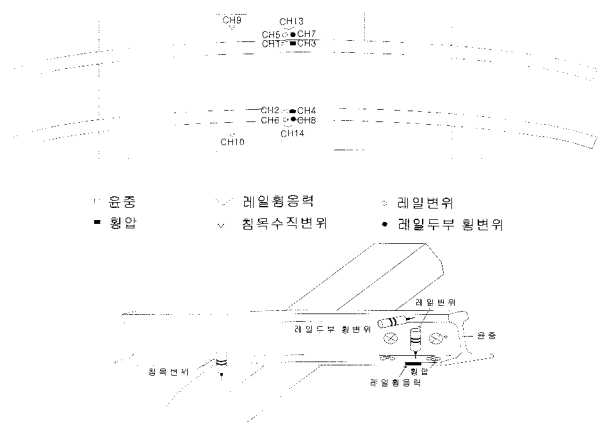 CH9
CH13
CH5 CH7
CH1 CH3
CH2 CH4
CH6 CH8
CH14
CH10
윤중
레일휨응력
레일변위
횡압
침목수직변위
레일두부 횡변위
레일변위
레일두부 횡변위
윤중
침목변위
횡압
레일휨응력